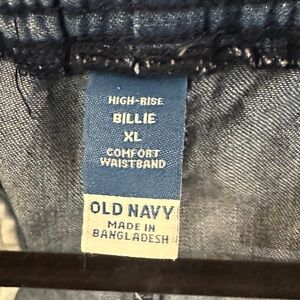 HIGH-RISE
BILLIE
XL
COMFORT
WAISTBAND
OLD NAVY
MADE IN
BANGLADESH